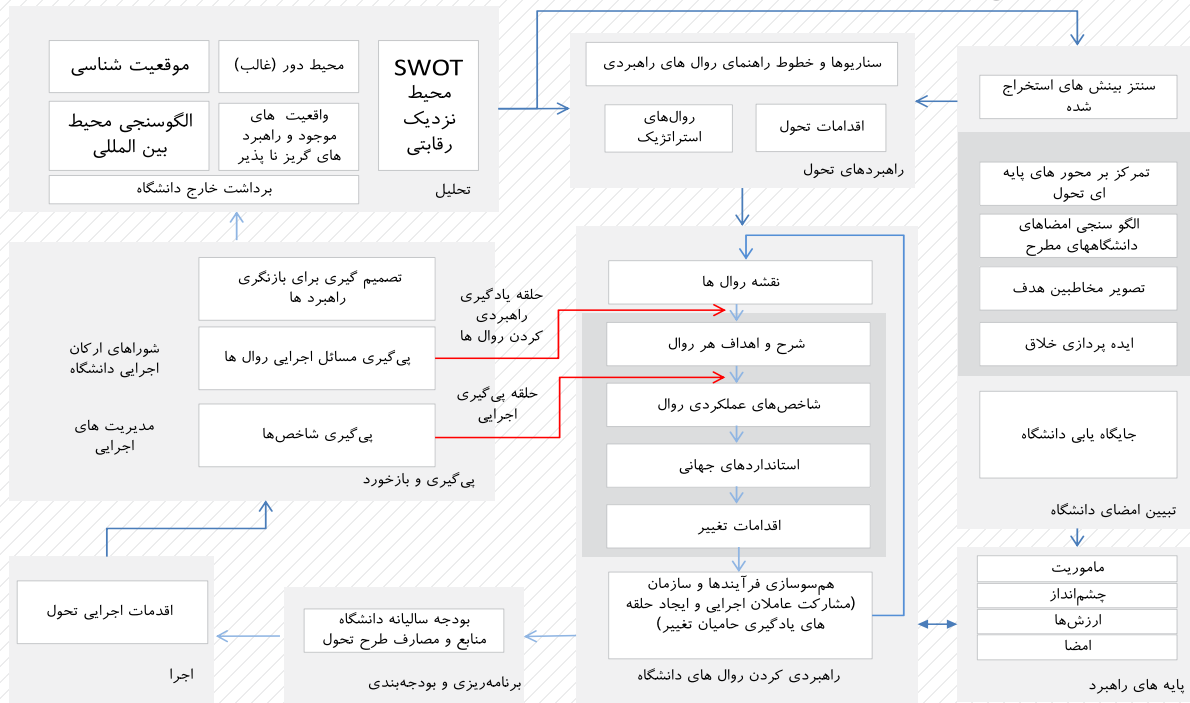 سنتز بینش های استخراج
شده
تمرکز بر محور های پایه
ای تحول
الگو سنجی امضاهای
دانشگاههای مطرح
تصویر مخاطبین هدف
ایده پردازی خلاق
جایگاه یابی دانشگاه
تبیین امضای دانشگاه
ماموریت
چشم‌انداز
ارزش‌ها
امضا
پایه های راهبرد
سناریوها و خطوط راهنمای روال های راهبردی
اقدامات تحول
روال‌های
استراتژیک
راهبردهای تحول
نقشه روال ها
شرح و اهداف هر روال
شاخص‌های عملکردی روال
استانداردهای جهانی
اقدامات تغییر
هم‌سوسازی فرآیندها و سازمان
(مشارکت عاملان اجرایی و ایجاد حلقه
های یادگیری حامیان تغییر)
راهبردی کردن روال های دانشگاه
SWOT
محیط
نزدیک
رقابتی
محیط دور (غالب)
موقعیت شناسی
واقعیت های
موجود و راهبرد
های گریز نا پذیر
الگوسنجی محیط
بین المللی
برداشت خارج دانشگاه
تحلیل
تصمیم گیری برای بازنگری
راهبرد ها
پی‌گیری مسائل اجرایی روال ها
پی‌گیری شاخص‌ها
شوراهای ارکان
اجرایی دانشگاه
مدیریت های
اجرایی
پی‌گیری و بازخورد
حلقه یادگیری
راهبردی
کردن روال ها
حلقه پی‌گیری
اجرایی
بودجه سالیانه دانشگاه
منابع و مصارف طرح تحول
برنامه‌ریزی و بودجه‌بندی
اقدمات اجرایی تحول
اجرا